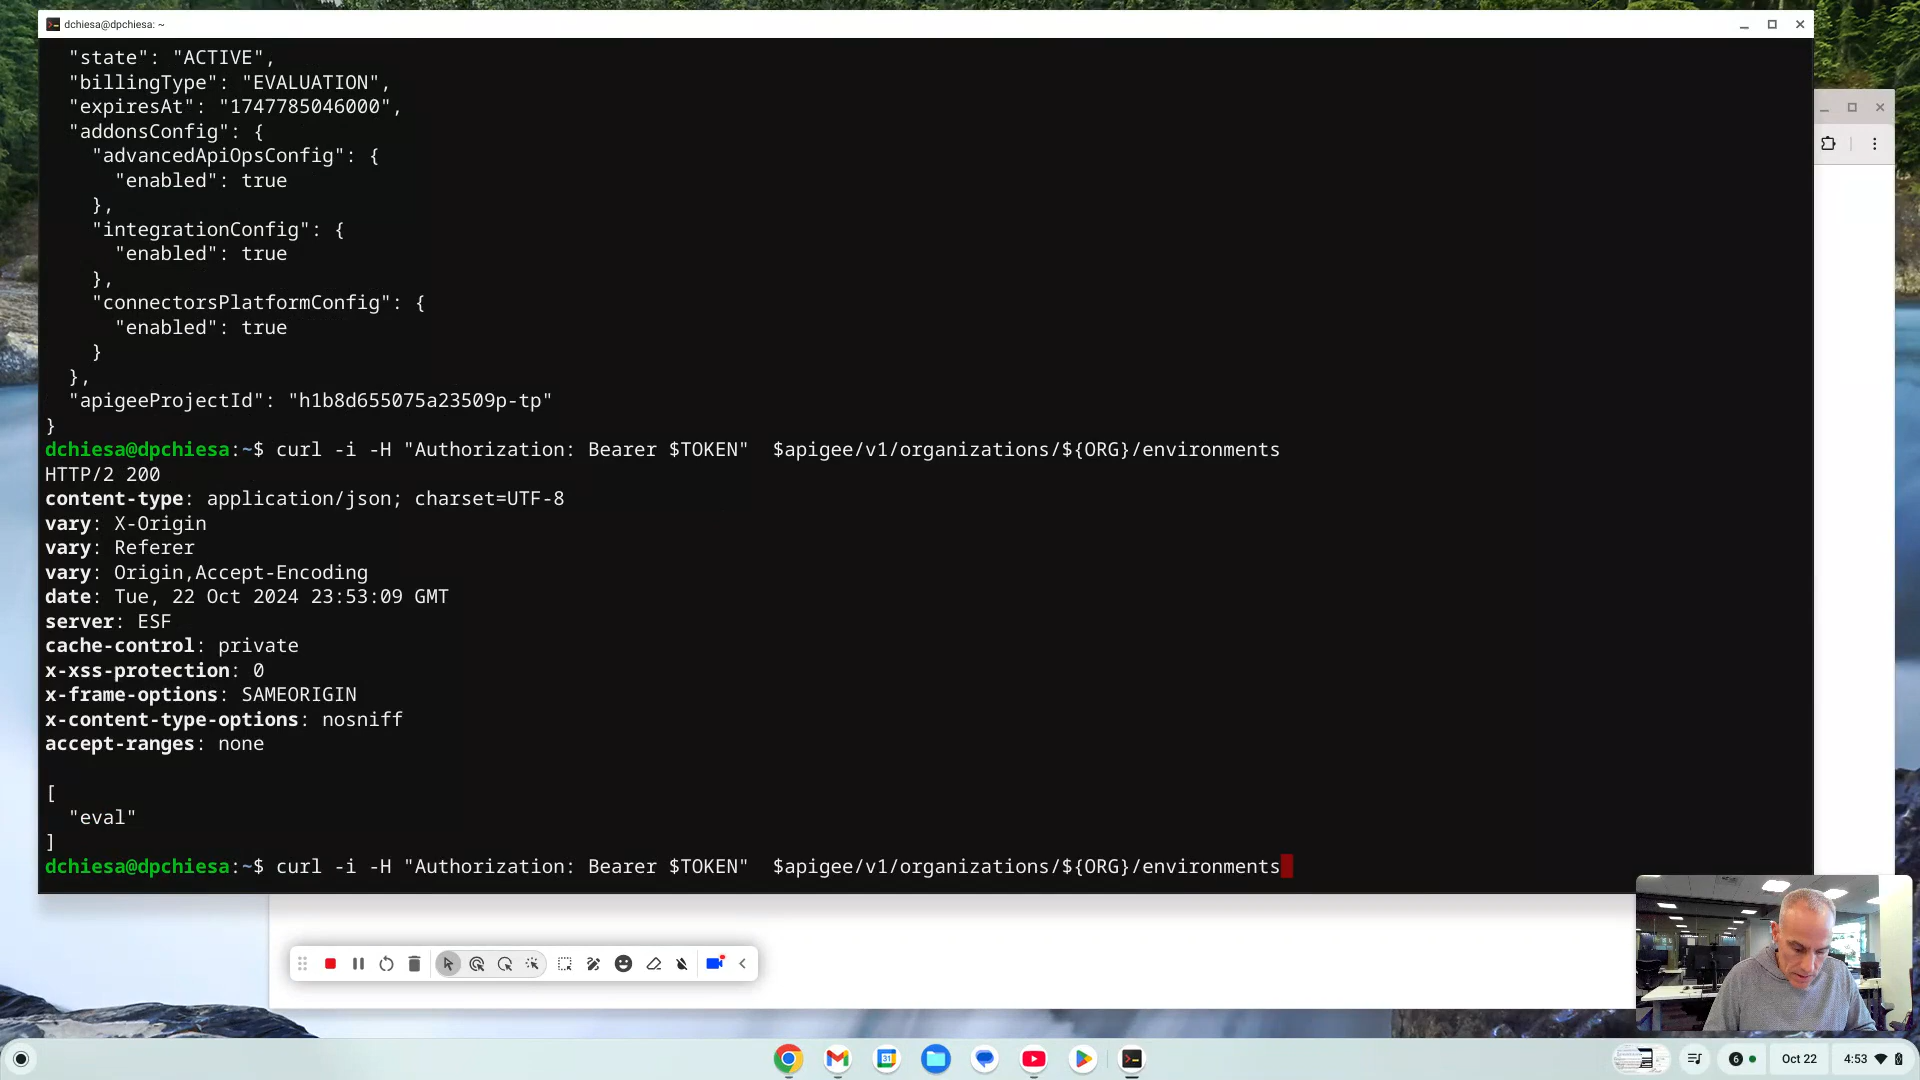 dchiesa@dpchiesa: ~
"state": "ACTIVE",
"billingType": "EVALUATION",
"expiresAt": "1747785046000",
"addonsConfig": {
"advancedApiOpsConfig": {
"enabled": true
},
"integrationConfig": {
"enabled": true
},
"connectorsPlatformConfig": {
"enabled": true
}
},
"apigeeProjectId": "h1b8d655075a23509p-tp"
}
dchiesa@dpchiesa:~$ curl -i -H "Authorization: Bearer $TOKEN"  $apigee/v1/organizations/${ORG}/environments
HTTP/2 200
content-type: application/json; charset=UTF-8
vary: X-Origin
vary: Referer
vary: Origin,Accept-Encoding
date: Tue, 22 Oct 2024 23:53:09 GMT
server: ESF
cache-control: private
x-xss-protection: 0
x-frame-options: SAMEORIGIN
x-content-type-options: nosniff
accept-ranges: none
[
"eval"
]
dchiesa@dpchiesa:~$ curl -i -H "Authorization: Bearer $TOKEN"  $apigee/v1/organizations/${ORG}/environments
31
6
Oct 22
4:53